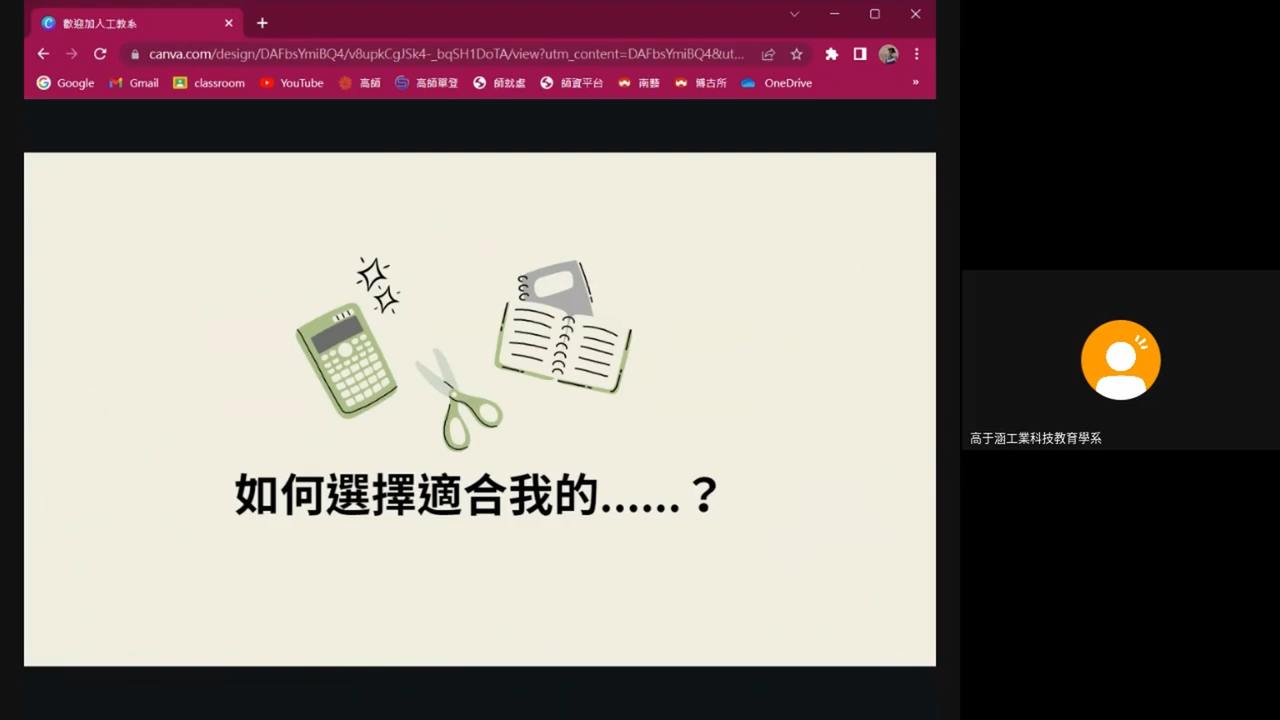 歡迎加入工教系
canva.com/design/DAFbsYmiBQ4/v8upkCgJSk4-_bqSH1DoTA/view?utm_content=DAFbsYmiBQ4&ut...
Google
Gmail
classroom
YouTube
高師
高師單登
師就處
師資平台
南藝
博古所
OneDrive
»
如何選擇適合我的......？
高于涵工業科技教育學系